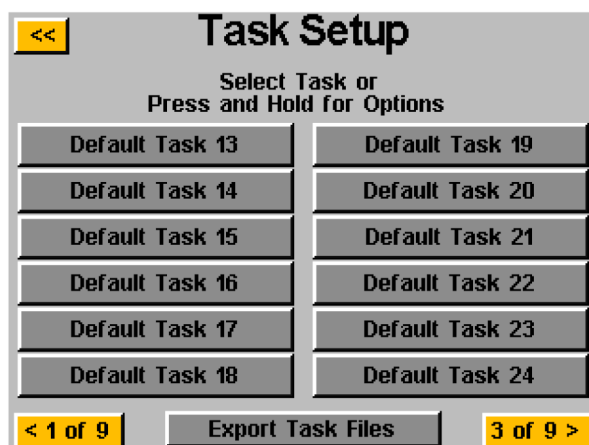 <<
Task Setup
Select Task or
Press and Hold for Options
Default Task 13
Default Task 19
Default Task 14
Default Task 20
Default Task 15
Default Task 21
Default Task 16
Default Task 22
Default Task 17
Default Task 23
Default Task 18
Default Task 24
< 1 of 9
Export Task Files
3 of 9 >